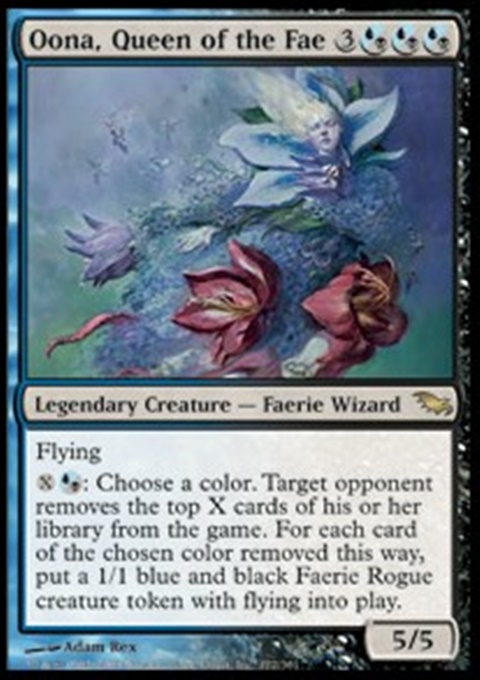 Oona, Queen of the Fae 3
Legendary Creature — Faerie Wizard
Flying
X : Choose a color. Target opponent
removes the top X cards of his or her
library from the game. For each card
of the chosen color removed this way,
put a 1/1 blue and black Faerie Rogue
creature token with flying into play.
Adam Rex
5/5